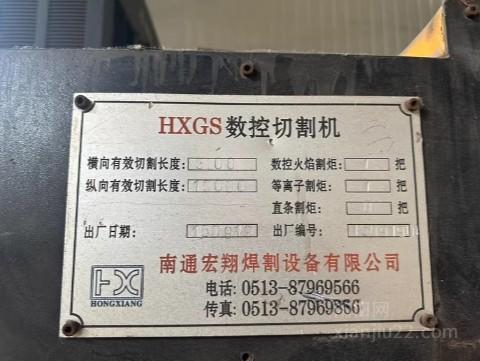 HXGS数控切割机
横向有效切割长度: 数控火焰割炬: 把
纵向有效切割长度: 等离子割炬: 把
直条割炬: 把
出厂日期: 出厂编号:
HX
HONGXIANG
南通宏翔焊割设备有限公司
电话: 0513-87969566
传真: 0513-87969860